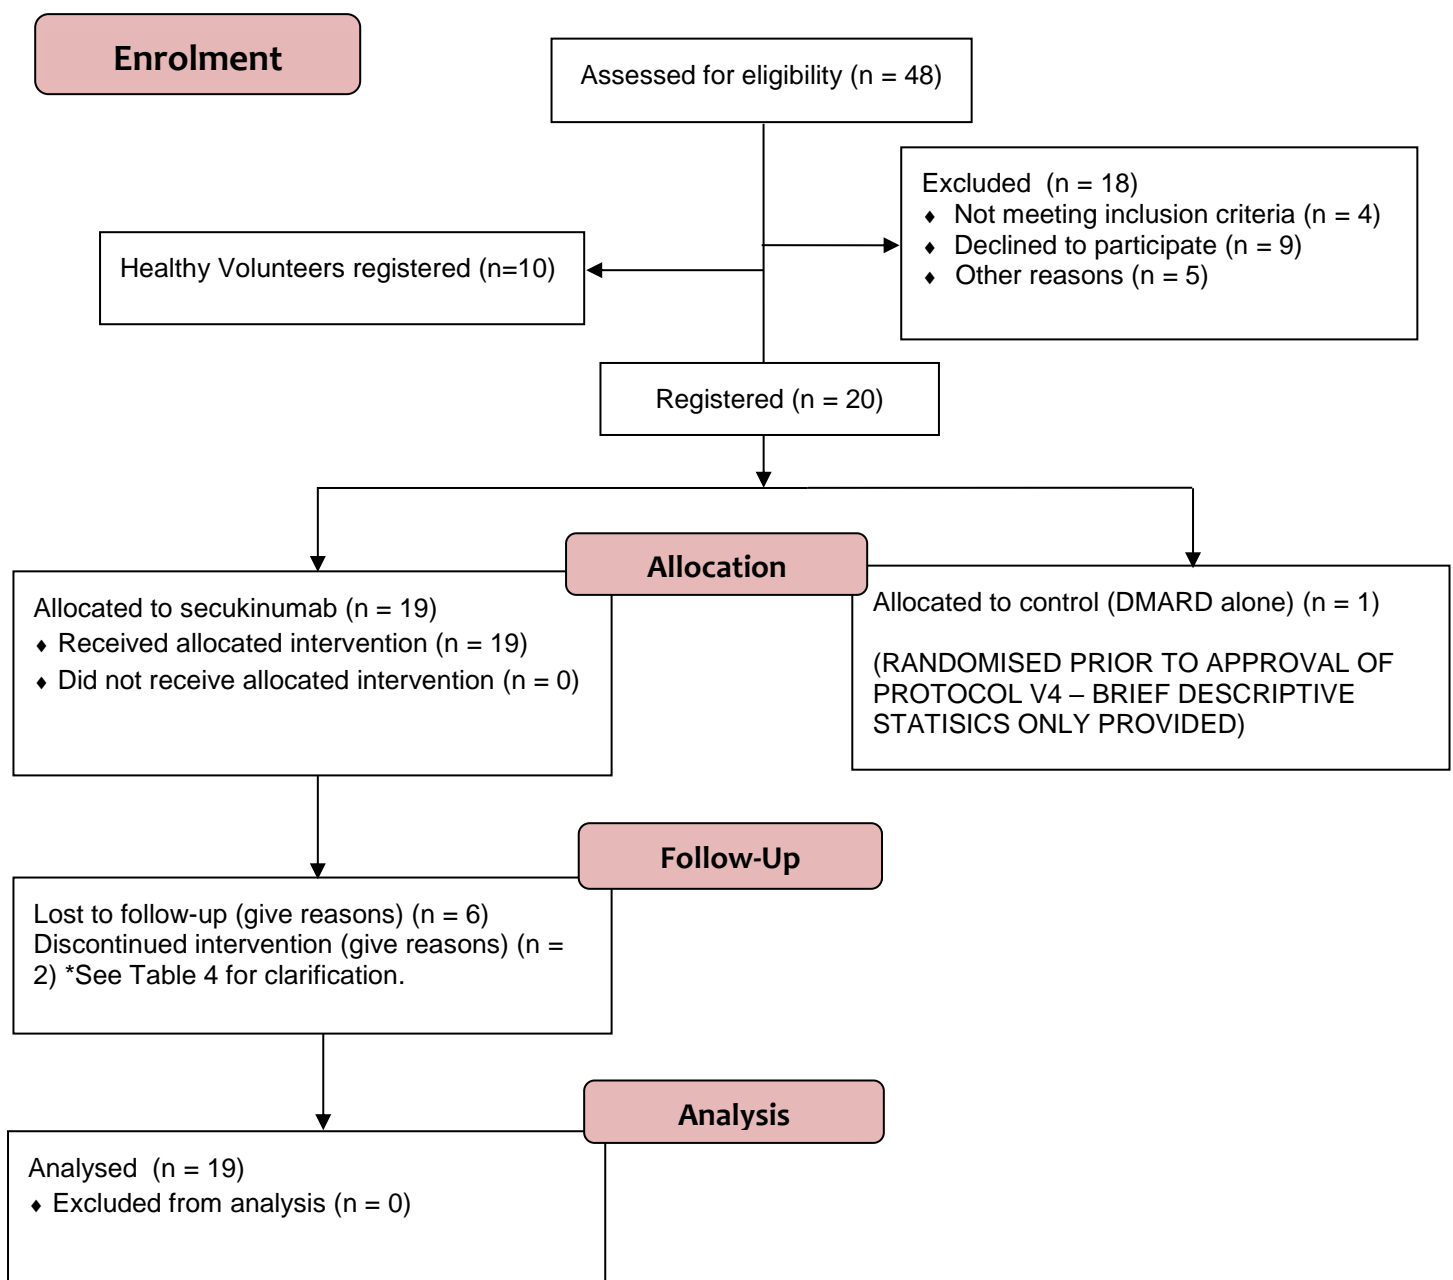 Enrolment
Assessed for eligibility (n = 48)
Excluded (n = 18)
♦ Not meeting inclusion criteria (n = 4)
♦ Declined to participate (n = 9)
♦ Other reasons (n = 5)
Healthy Volunteers registered (n=10)
Registered (n = 20)
Allocation
Allocated to secukinumab (n = 19)
♦ Received allocated intervention (n = 19)
♦ Did not receive allocated intervention (n = 0)
Allocated to control (DMARD alone) (n = 1)
(RANDOMISED PRIOR TO APPROVAL OF
PROTOCOL V4 – BRIEF DESCRIPTIVE
STATISICS ONLY PROVIDED)
Follow-Up
Lost to follow-up (give reasons) (n = 6)
Discontinued intervention (give reasons) (n =
2) *See Table 4 for clarification.
Analysis
Analysed (n = 19)
♦ Excluded from analysis (n = 0)